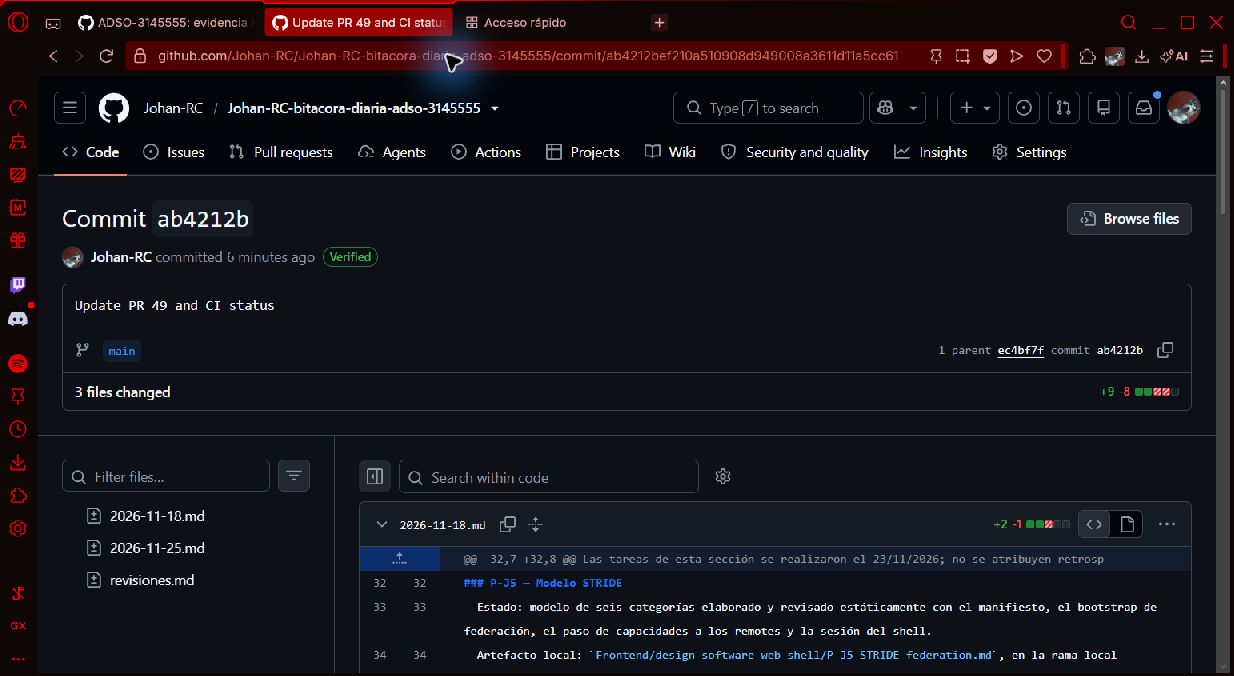 ADSO-3145555: evidencia
Update PR 49 and CI statu
Acceso rápido
github.com/Johan-RC/Johan-RC-bitacora-diaria-adso-3145555/commit/ab4212bef210a510908d949008a3611d11a5cc61
AI
Johan-RC / Johan-RC-bitacora-diaria-adso-3145555
Type / to search
Code
Issues
Pull requests
Agents
Actions
Projects
Wiki
Security and quality
Insights
Settings
Commit ab4212b
Browse files
Johan-RC committed 6 minutes ago Verified
Update PR 49 and CI status
main
1 parent ec4bf7f commit ab4212b
3 files changed
+9 -8
Filter files...
Search within code
2026-11-18.md
2026-11-25.md
revisiones.md
2026-11-18.md
+2 -1
@@ -32,7 +32,8 @@ Las tareas de esta sección se realizaron el 23/11/2026; no se atribuyen retrosp
32 32 ### P-J5 — Modelo STRIDE
33 33 Estado: modelo de seis categorías elaborado y revisado estáticamente con el manifiesto, el bootstrap de
federación, el paso de capacidades a los remotes y la sesión del shell.
34 34 Artefacto local: `Frontend/design software web shell/P J5 STRIDE federation.md`, en la rama local
GX